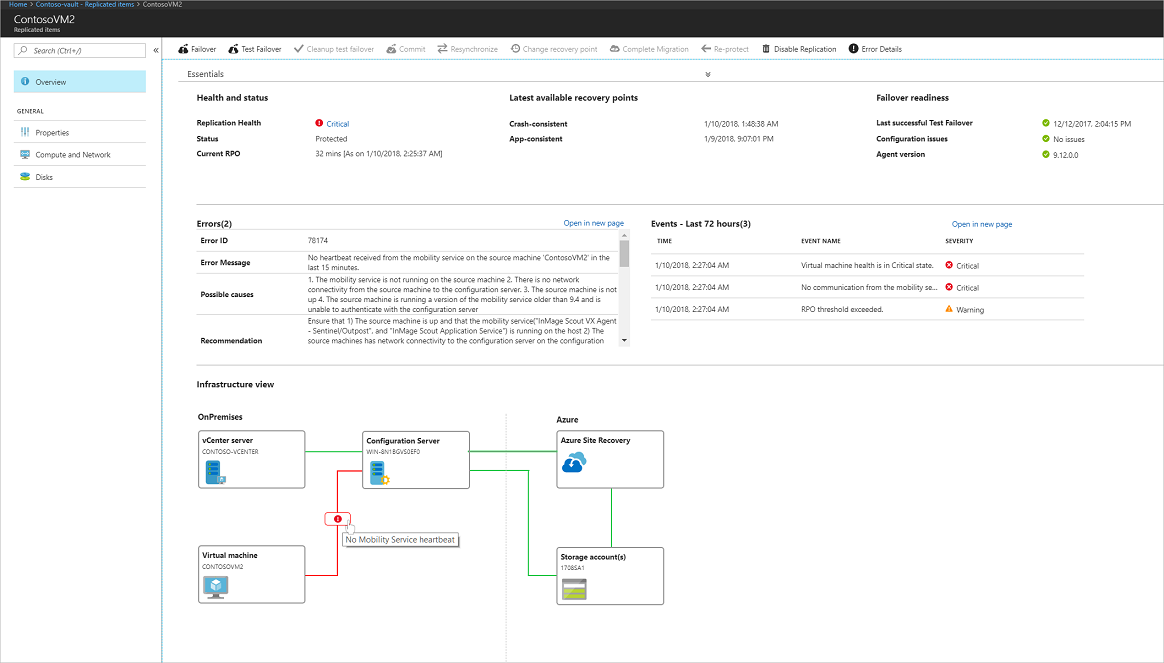 Home > Contoso-vault - Replicated items > ContosoVM2
ContosoVM2
Replicated items
Search (Ctrl+/)
Overview
GENERAL
Properties
Compute and Network
Disks
Failover Test Failover Cleanup test failover Commit Resynchronize Change recovery point Complete Migration Re-protect Disable Replication Error Details
Essentials
Health and status
Replication Health Critical
Status Protected
Current RPO 32 mins [As on 1/10/2018, 2:25:37 AM]
Latest available recovery points
Crash-consistent 1/10/2018, 1:48:38 AM
App-consistent 1/9/2018, 9:07:01 PM
Failover readiness
Last successful Test Failover 12/12/2017, 2:04:15 PM
Configuration issues No issues
Agent version 9.12.0.0
Errors(2) Open in new page
Error ID 78174
Error Message No heartbeat received from the mobility service on the source machine 'ContosoVM2' in the
last 15 minutes.
Possible causes 1. The mobility service is not running on the source machine 2. There is no network
connectivity from the source machine to the configuration server. 3. The source machine is not
up 4. The source machine is running a version of the mobility service older than 9.4 and is
unable to authenticate with the configuration server
Recommendation Ensure that 1) The source machine is up and that the mobility service("InMage Scout VX Agent
- Sentinel/Outpost", and "InMage Scout Application Service") is running on the host 2) The
source machines has network connectivity to the configuration server on the configuration
Events - Last 72 hours(3) Open in new page
TIME EVENT NAME SEVERITY
1/10/2018, 2:27:04 AM Virtual machine health is in Critical state. Critical
1/10/2018, 2:27:04 AM No communication from the mobility se... Critical
1/10/2018, 2:27:04 AM RPO threshold exceeded. Warning
Infrastructure view
OnPremises
vCenter server
CONTOSO-VCENTER
Configuration Server
WIN-BN1BGVS0EF0
No Mobility Service heartbeat
Virtual machine
CONTOSOVM2
Azure
Azure Site Recovery
Storage account(s)
1708SA1